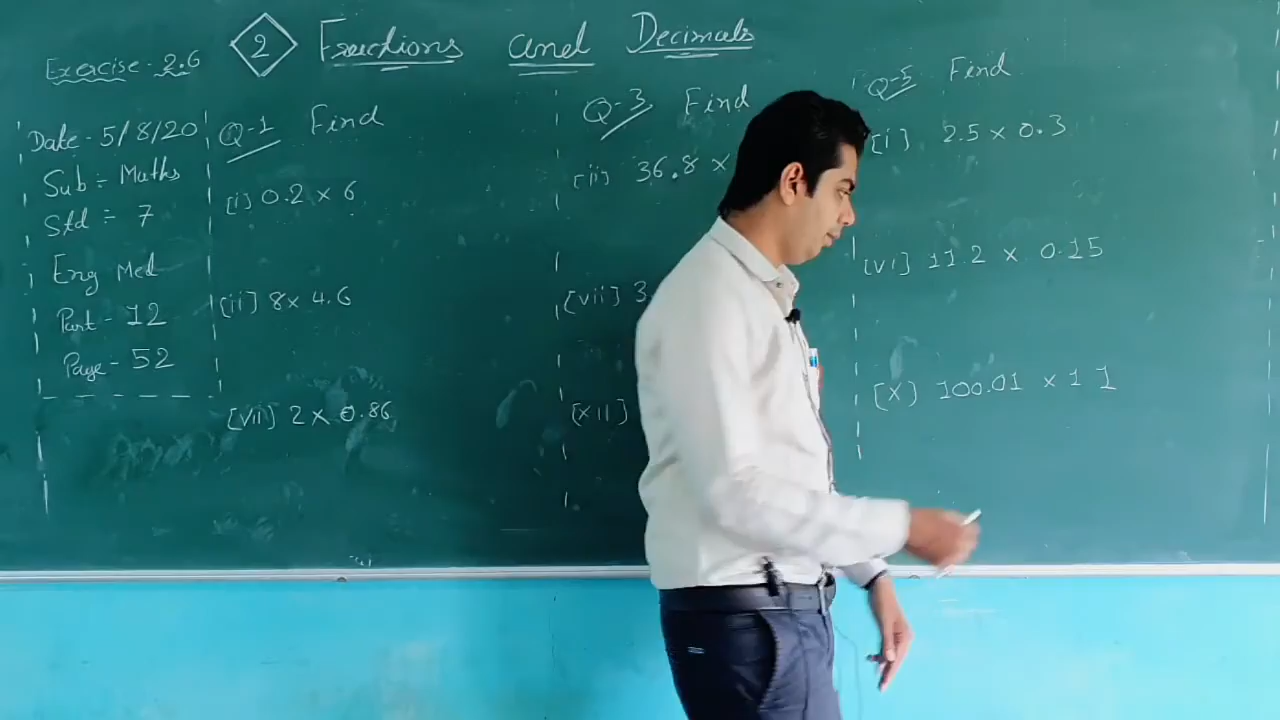 Exercise - 2.6
2 Fractions and Decimals
Date - 5/8/20
Sub - Maths
Std - 7
Eng Med
Part - 12
Page - 52
Q-1 Find
[i] 0.2 × 6
[ii] 8 × 4.6
[vii] 2 × 0.86
Q-3 Find
[ii] 36.8 ×
[vii] 3
[xii]
Q-5 Find
[i] 2.5 × 0.3
[vi] 11.2 × 0.15
[x] 100.01 × 1 1